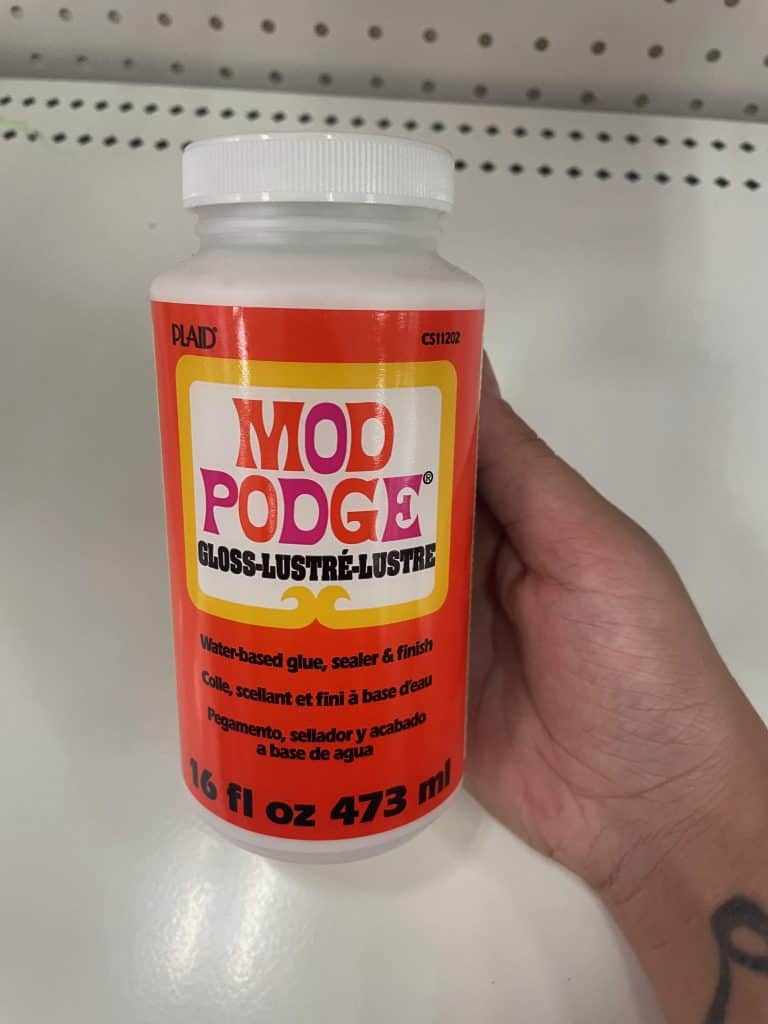 PLAID®
CS11202
MOD
PODGE®
GLOSS-LUSTRÉ-LUSTRE
Water-based glue, sealer & finish
Colle, scellant et fini à base d'eau
Pegamento, sellador y acabado
a base de agua
16 fl oz 473 ml